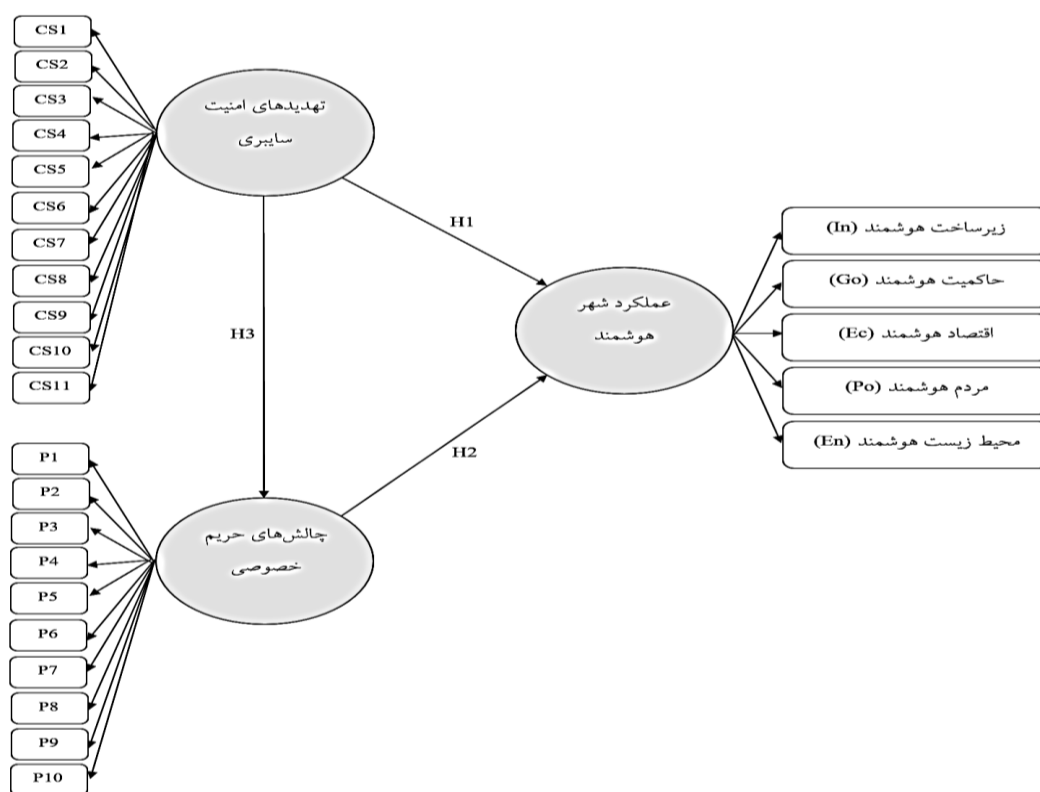 CS1
CS2
CS3
CS4
CS5
CS6
CS7
CS8
CS9
CS10
CS11
تهدیدهای امنیت
سایبری
H1
H3
H2
عملکرد شهر
هوشمند
زیرساخت هوشمند (In)
حاکمیت هوشمند (Go)
اقتصاد هوشمند (Ec)
مردم هوشمند (Po)
محیط زیست هوشمند (En)
P1
P2
P3
P4
P5
P6
P7
P8
P9
P10
چالش‌های حریم
خصوصی